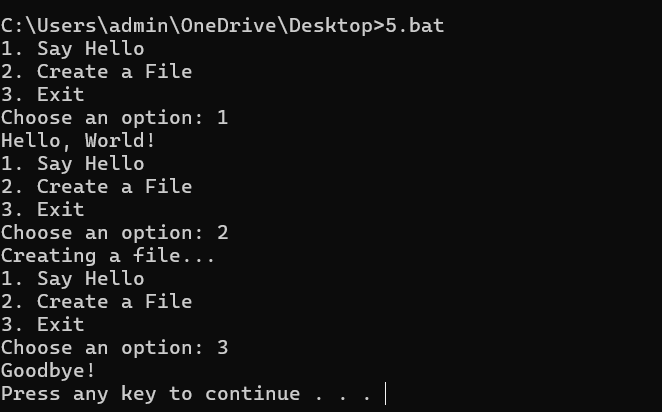 C:\Users\admin\OneDrive\Desktop>5.bat
1. Say Hello
2. Create a File
3. Exit
Choose an option: 1
Hello, World!
1. Say Hello
2. Create a File
3. Exit
Choose an option: 2
Creating a file...
1. Say Hello
2. Create a File
3. Exit
Choose an option: 3
Goodbye!
Press any key to continue . . .